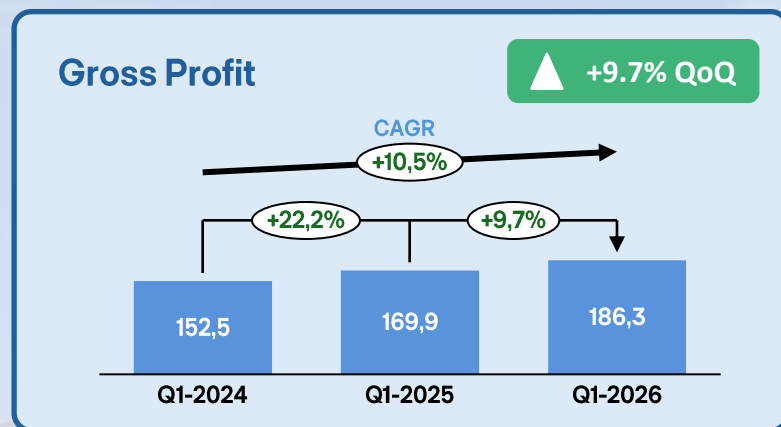 Gross Profit
+9.7% QoQ
CAGR
+10,5%
+22,2%
+9,7%
152,5
169,9
186,3
Q1-2024
Q1-2025
Q1-2026